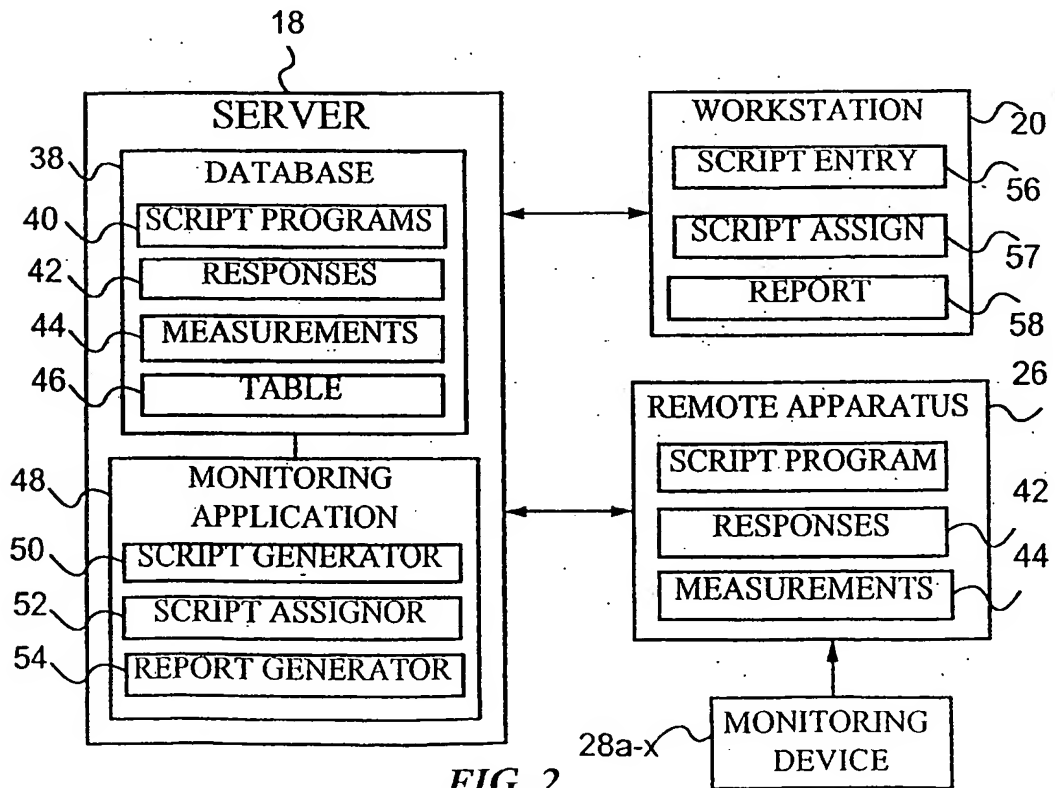 18
SERVER
38
DATABASE
40
SCRIPT PROGRAMS
42
RESPONSES
44
MEASUREMENTS
46
TABLE
48
MONITORING
APPLICATION
50
SCRIPT GENERATOR
52
SCRIPT ASSIGNOR
54
REPORT GENERATOR
WORKSTATION
20
SCRIPT ENTRY
56
SCRIPT ASSIGN
57
REPORT
58
26
REMOTE APPARATUS
SCRIPT PROGRAM
42
RESPONSES
44
MEASUREMENTS
28a-x
MONITORING
DEVICE
FIG. 2